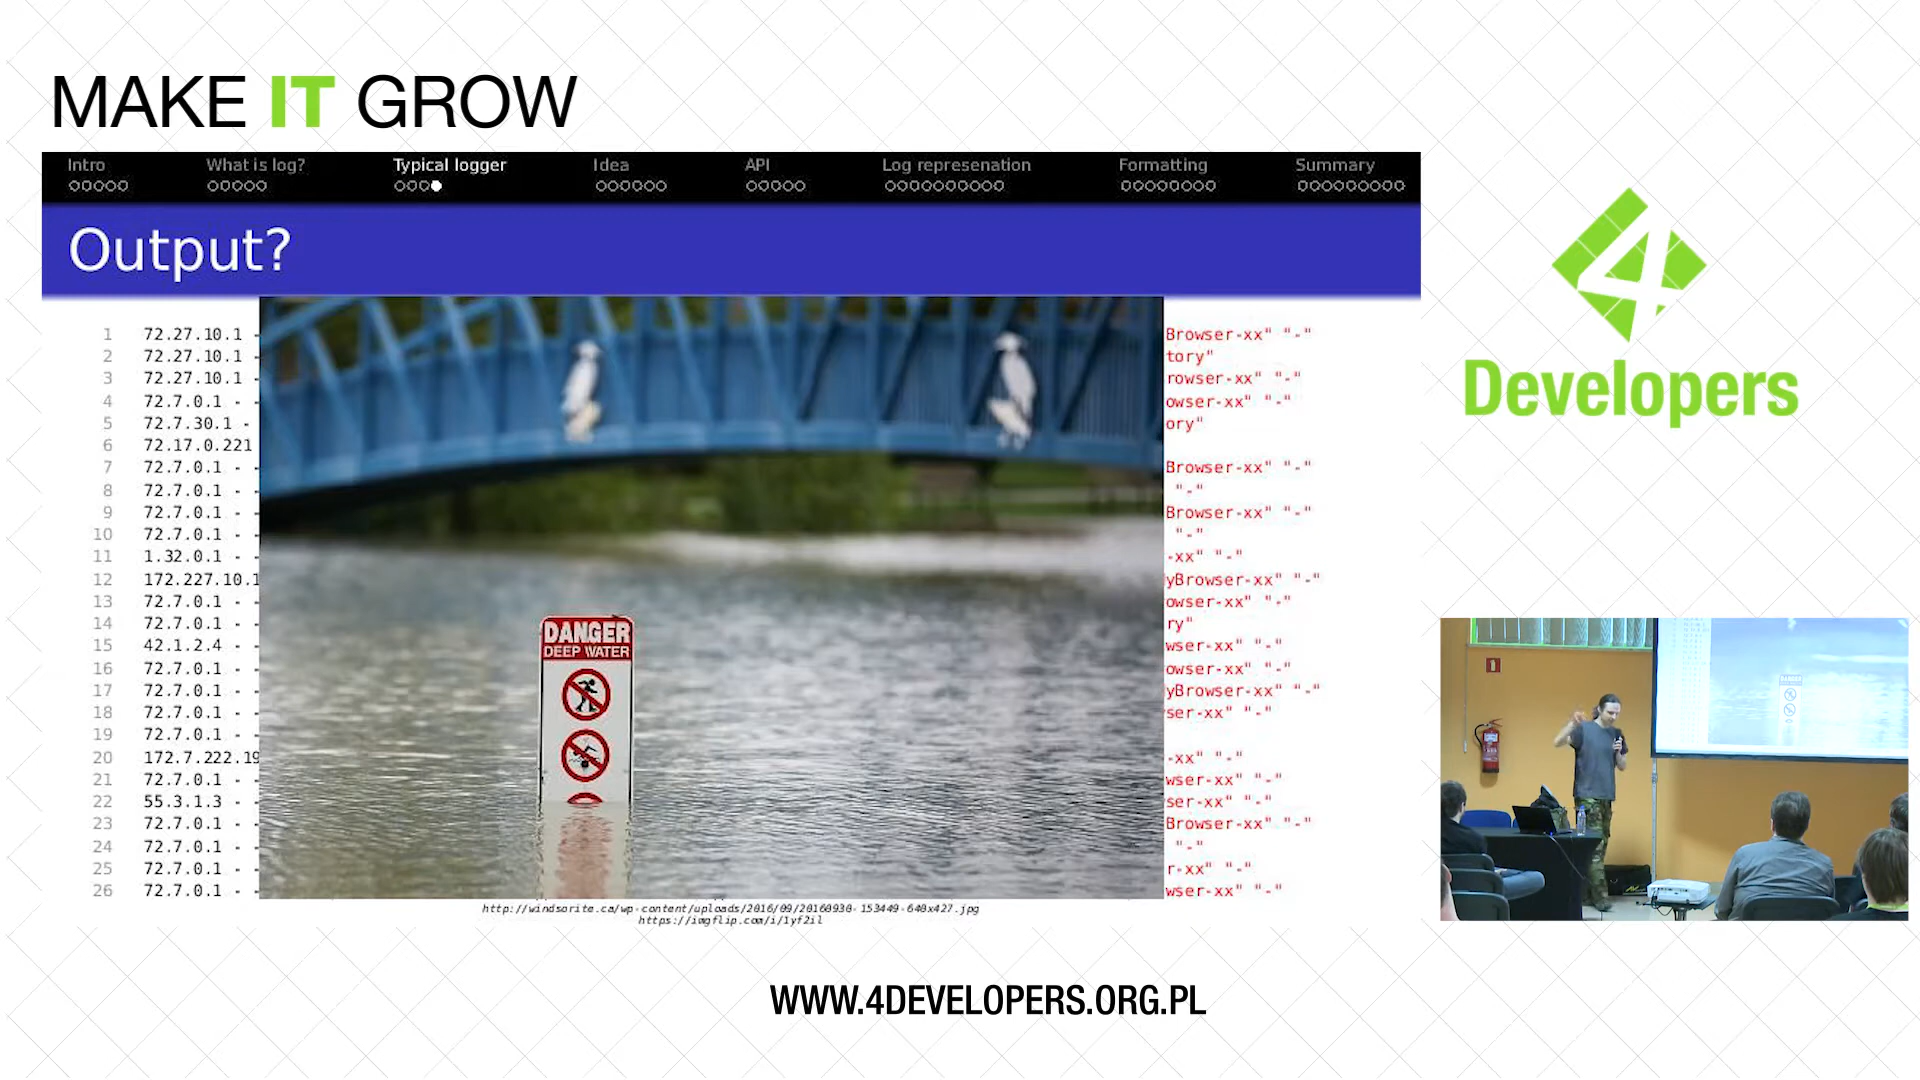 MAKE IT GROW
Intro What is log? Typical logger Idea API Log represenation Formatting Summary
Output?
1 72.27.10.1 - Browser-xx" "-"
2 72.27.10.1 - tory"
3 72.27.10.1 - rowser-xx" "-"
4 72.7.0.1 - - owser-xx" "-"
5 72.7.30.1 - ory"
6 72.17.0.221
7 72.7.0.1 - - Browser-xx" "-"
8 72.7.0.1 - - "-"
9 72.7.0.1 - - Browser-xx" "-"
10 72.7.0.1 - - "-"
11 1.32.0.1 - - -xx" "-"
12 172.227.10.1 yBrowser-xx" "-"
13 72.7.0.1 - - owser-xx" "-"
14 72.7.0.1 - - ry"
15 42.1.2.4 - - wser-xx" "-"
16 72.7.0.1 - - owser-xx" "-"
17 72.7.0.1 - - yBrowser-xx" "-"
18 72.7.0.1 - - ser-xx" "-"
19 72.7.0.1 - -
20 172.7.222.19 -xx" "-"
21 72.7.0.1 - - wser-xx" "-"
22 55.3.1.3 - - ser-xx" "-"
23 72.7.0.1 - - Browser-xx" "-"
24 72.7.0.1 - - "-"
25 72.7.0.1 - - r-xx" "-"
26 72.7.0.1 - - wser-xx" "-"
DANGER
DEEP WATER
http://windsorite.ca/wp-content/uploads/2016/09/20160930-153449-640x427.jpg
https://imgflip.com/i/1yf2il
4
Developers
WWW.4DEVELOPERS.ORG.PL